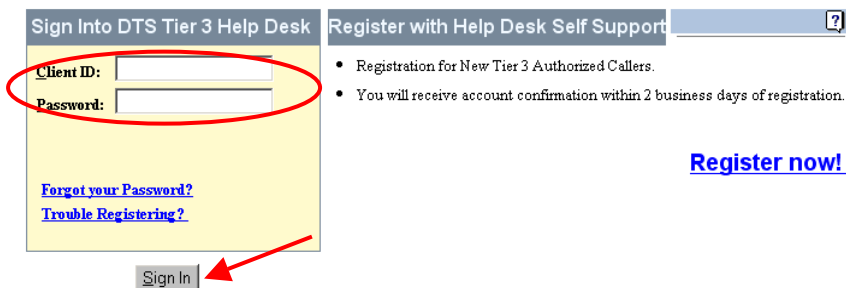 Sign Into DTS Tier 3 Help Desk
Client ID:
Password:
Forgot your Password?
Trouble Registering?
Sign In
Register with Help Desk Self Support
?
• Registration for New Tier 3 Authorized Callers.
• You will receive account confirmation within 2 business days of registration.
Register now!